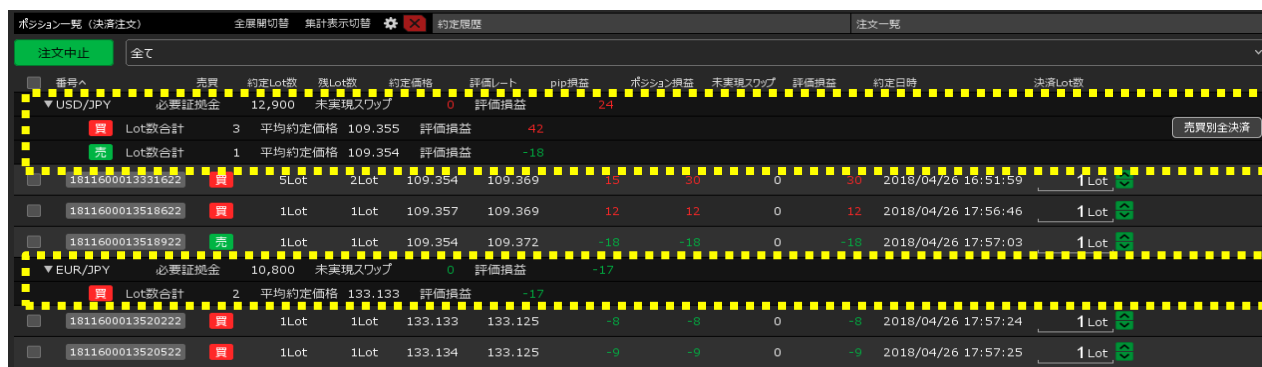 ポジション一覧（決済注文） 全展開切替 集計表示切替 約定履歴 注文一覧
注文中止 全て
番号へ 売買 約定Lot数 残Lot数 約定価格 評価レート pip損益 ポジション損益 未実現スワップ 評価損益 約定日時 決済Lot数
▼USD/JPY 必要証拠金 12,900 未実現スワップ 0 評価損益 24
買 Lot数合計 3 平均約定価格 109.355 評価損益 42 売買別全決済
売 Lot数合計 1 平均約定価格 109.354 評価損益 -18
1811600013331622 買 5Lot 2Lot 109.354 109.369 15 30 0 30 2018/04/26 16:51:59 1 Lot
1811600013518622 買 1Lot 1Lot 109.357 109.369 12 12 0 12 2018/04/26 17:56:46 1 Lot
1811600013518922 売 1Lot 1Lot 109.354 109.372 -18 -18 0 -18 2018/04/26 17:57:03 1 Lot
▼EUR/JPY 必要証拠金 10,800 未実現スワップ 0 評価損益 -17
買 Lot数合計 2 平均約定価格 133.133 評価損益 -17
1811600013520222 買 1Lot 1Lot 133.133 133.125 -8 -8 0 -8 2018/04/26 17:57:24 1 Lot
1811600013520522 買 1Lot 1Lot 133.134 133.125 -9 -9 0 -9 2018/04/26 17:57:25 1 Lot